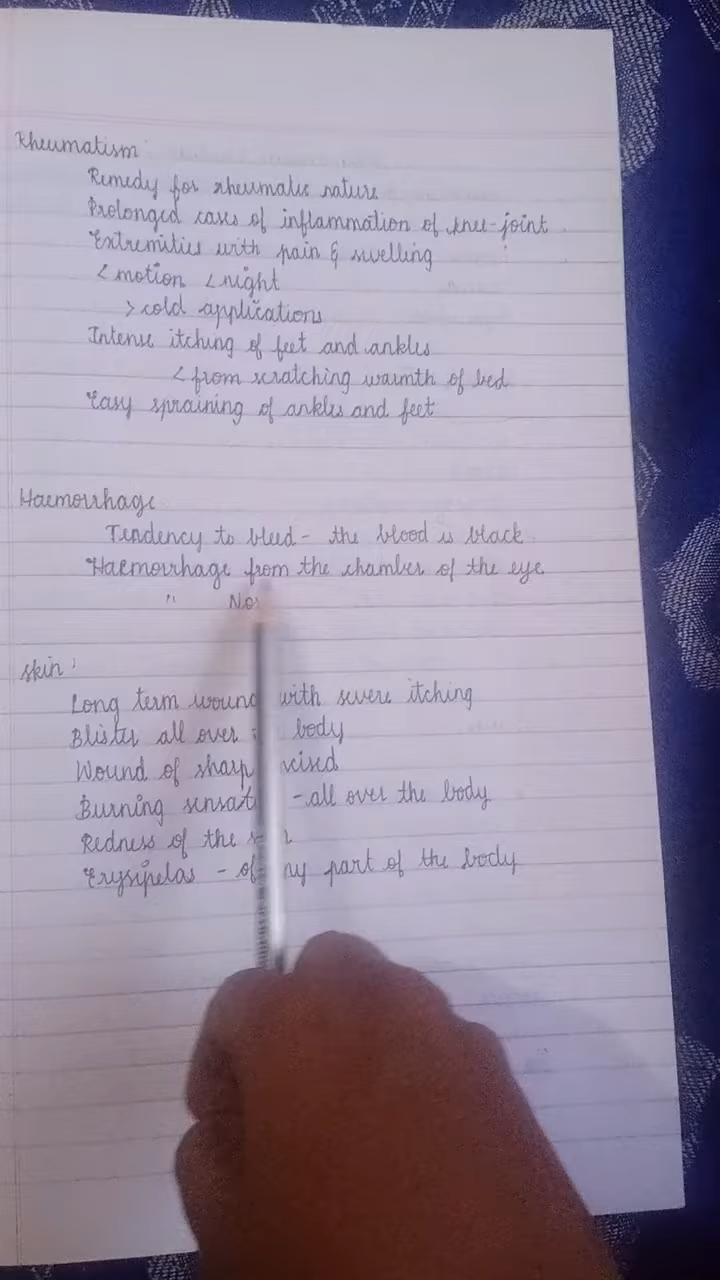 Rheumatism:
Remedy for rheumatic nature
Prolonged cases of inflammation of knee-joint
Extremities with pain & swelling
< motion < night
> cold applications
Intense itching of feet and ankles
< from scratching warmth of bed
Easy spraining of ankles and feet
Haemorrhage
Tendency to bleed - the blood is black
Haemorrhage from the chamber of the eye
"
Skin:
Long term wound with severe itching
Blister all over body
Wound of sharp
Burning - all over the body
Redness of the
Erysipelas - of part of the body